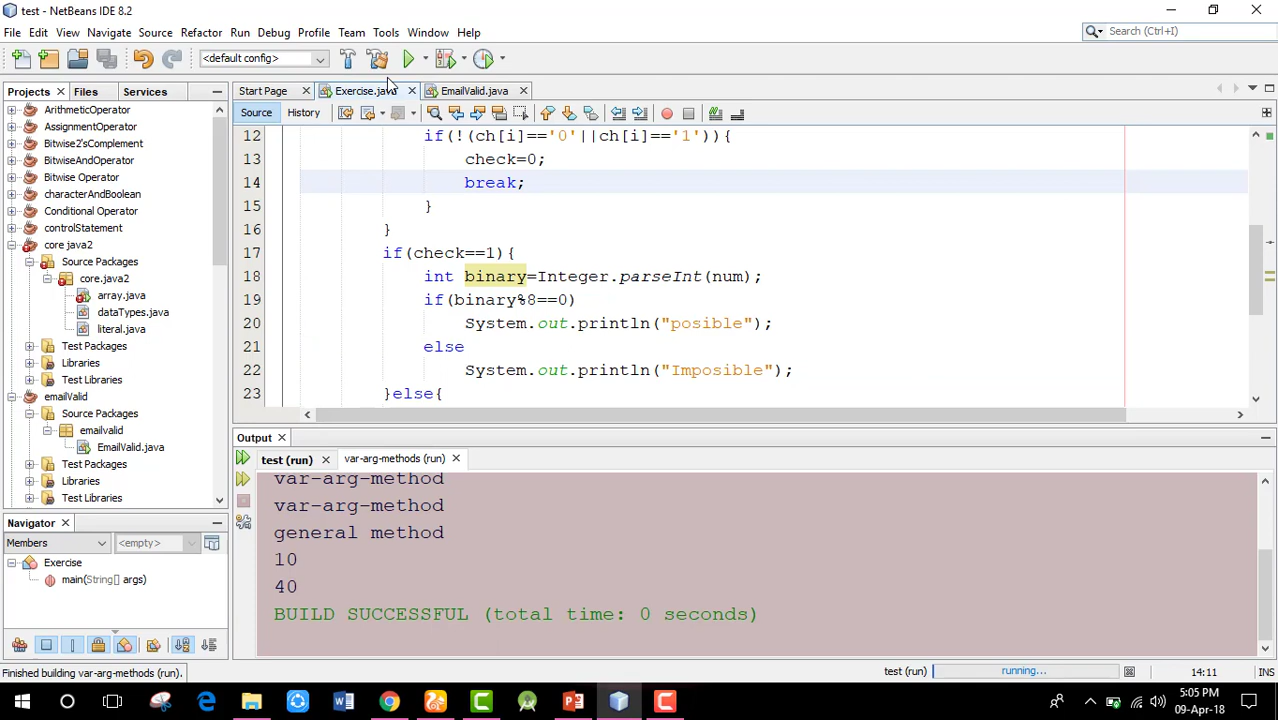 test - NetBeans IDE 8.2
File Edit View Navigate Source Refactor Run Debug Profile Team Tools Window Help
Search (Ctrl+I)
<default config>
Projects Files Services
Start Page Exercise.java EmailValid.java
Source History
ArithmeticOperator
AssignmentOperator
Bitwise2'sComplement
BitwiseAndOperator
Bitwise Operator
characterAndBoolean
Conditional Operator
controlStatement
core java2
Source Packages
core.java2
array.java
dataTypes.java
literal.java
Test Packages
Libraries
Test Libraries
emailValid
Source Packages
emailvalid
EmailValid.java
Test Packages
Libraries
Test Libraries
12 if(!(ch[i]=='0'||ch[i]=='1')){
13 check=0;
14 break;
15 }
16 }
17 if(check==1){
18 int binary=Integer.parseInt(num);
19 if(binary%8==0)
20 System.out.println("posible");
21 else
22 System.out.println("Imposible");
23 }else{
Output
test (run) var-arg-methods (run)
var-arg-method
var-arg-method
general method
10
40
BUILD SUCCESSFUL (total time: 0 seconds)
Navigator
Members <empty>
Exercise
main(String[] args)
Finished building var-arg-methods (run).
test (run) running...
14:11 INS
5:05 PM
09-Apr-18